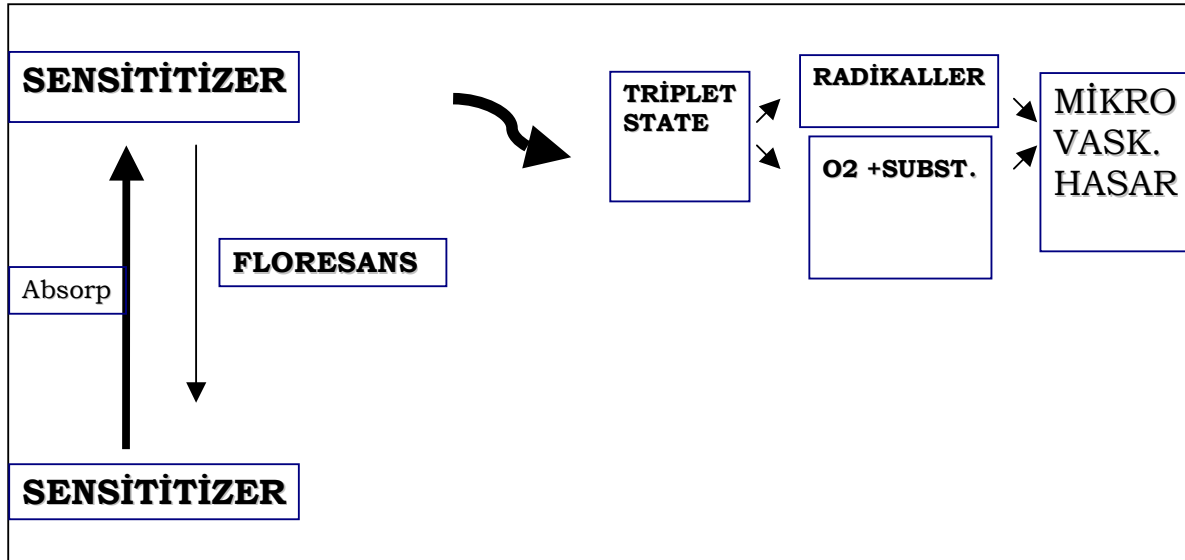 SENSİTİTİZER
TRİPLET
STATE
RADİKALLER
O2 +SUBST.
MİKRO
VASK.
HASAR
FLORESANS
Absorp
SENSİTİTİZER